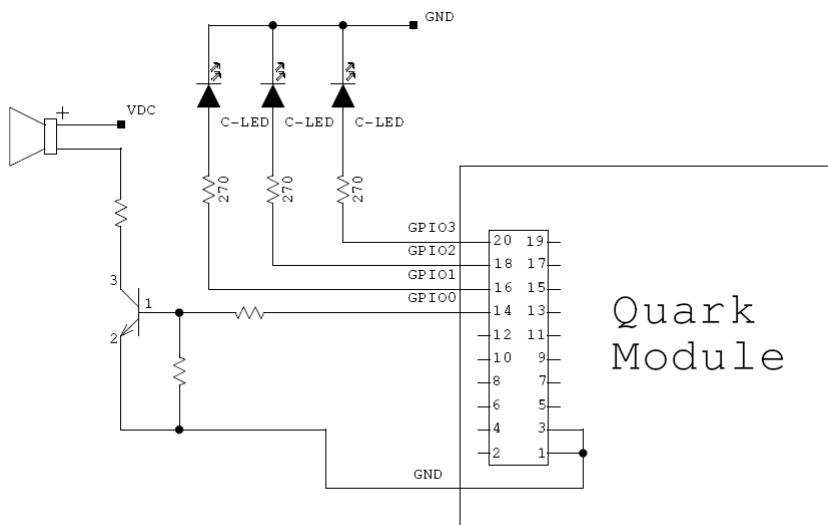 GND
+
VDC
C-LED
C-LED
C-LED
270
270
270
GPIO3
20 19
GPIO2
18 17
GPIO1
16 15
GPIO0
14 13
12 11
10 9
8 7
6 5
4 3
2 1
3
1
2
Quark
Module
GND